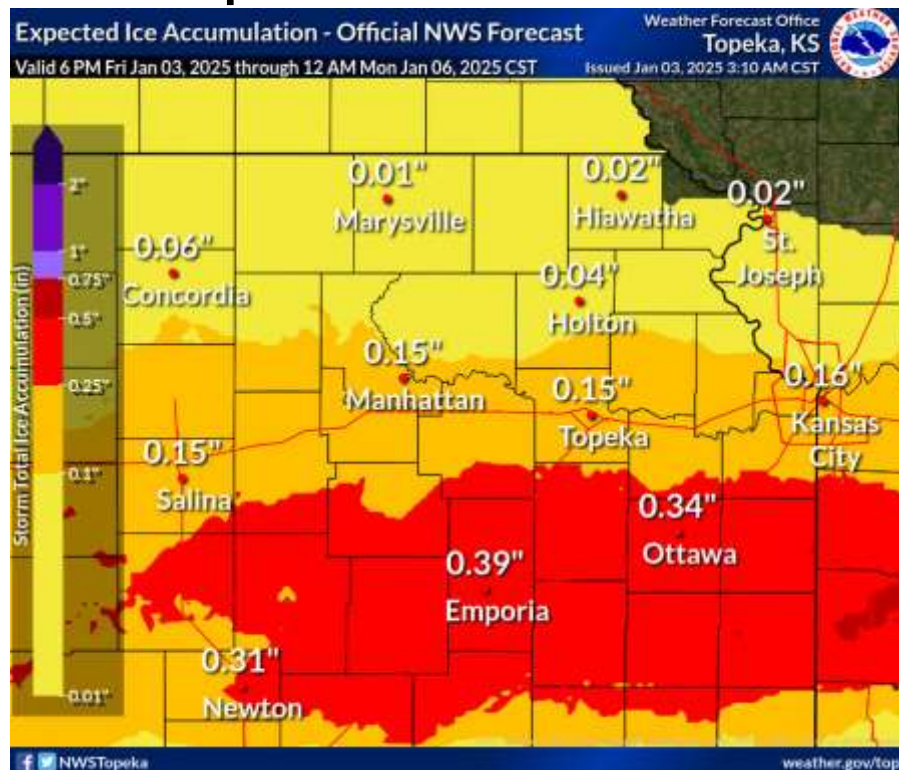 Expected Ice Accumulation - Official NWS Forecast
Weather Forecast Office
Topeka, KS
Valid 6 PM Fri Jan 03, 2025 through 12 AM Mon Jan 06, 2025 CST
Issued Jan 03, 2025 3:10 AM CST
Storm Total Ice Accumulation (in)
2"
1"
0.75"
0.5"
0.25"
0.1"
0.01"
0.01"
Marysville
0.02"
Hiawatha
0.02"
St.
Joseph
0.06"
Concordia
0.04"
Holton
0.15"
Manhattan
0.15"
Topeka
0.16"
Kansas
City
0.15"
Salina
0.34"
Ottawa
0.39"
Emporia
0.31"
Newton
NWSTopeka
weather.gov/top